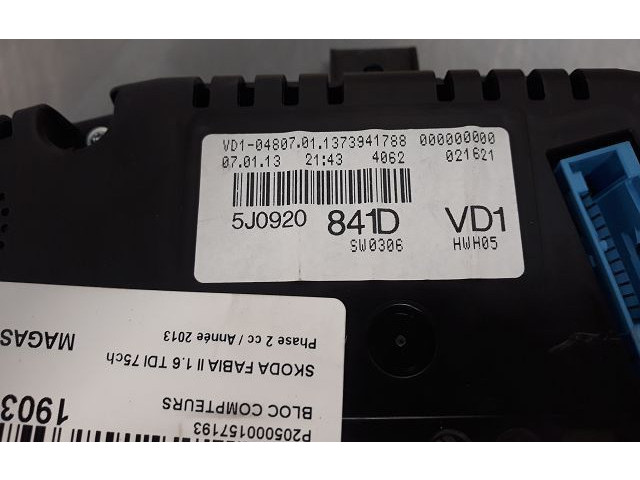 VD1-04807.01.1373941788 000000000
07.01.13 21:43 4062 021621
5J0920 841D VD1
SW0306 HWH05
P205000157193
BLOC COMPTEURS
SKODA FABIA II 1.6 TDI 75ch
Phase 2 cc / Année 2013
1903
MAGAS